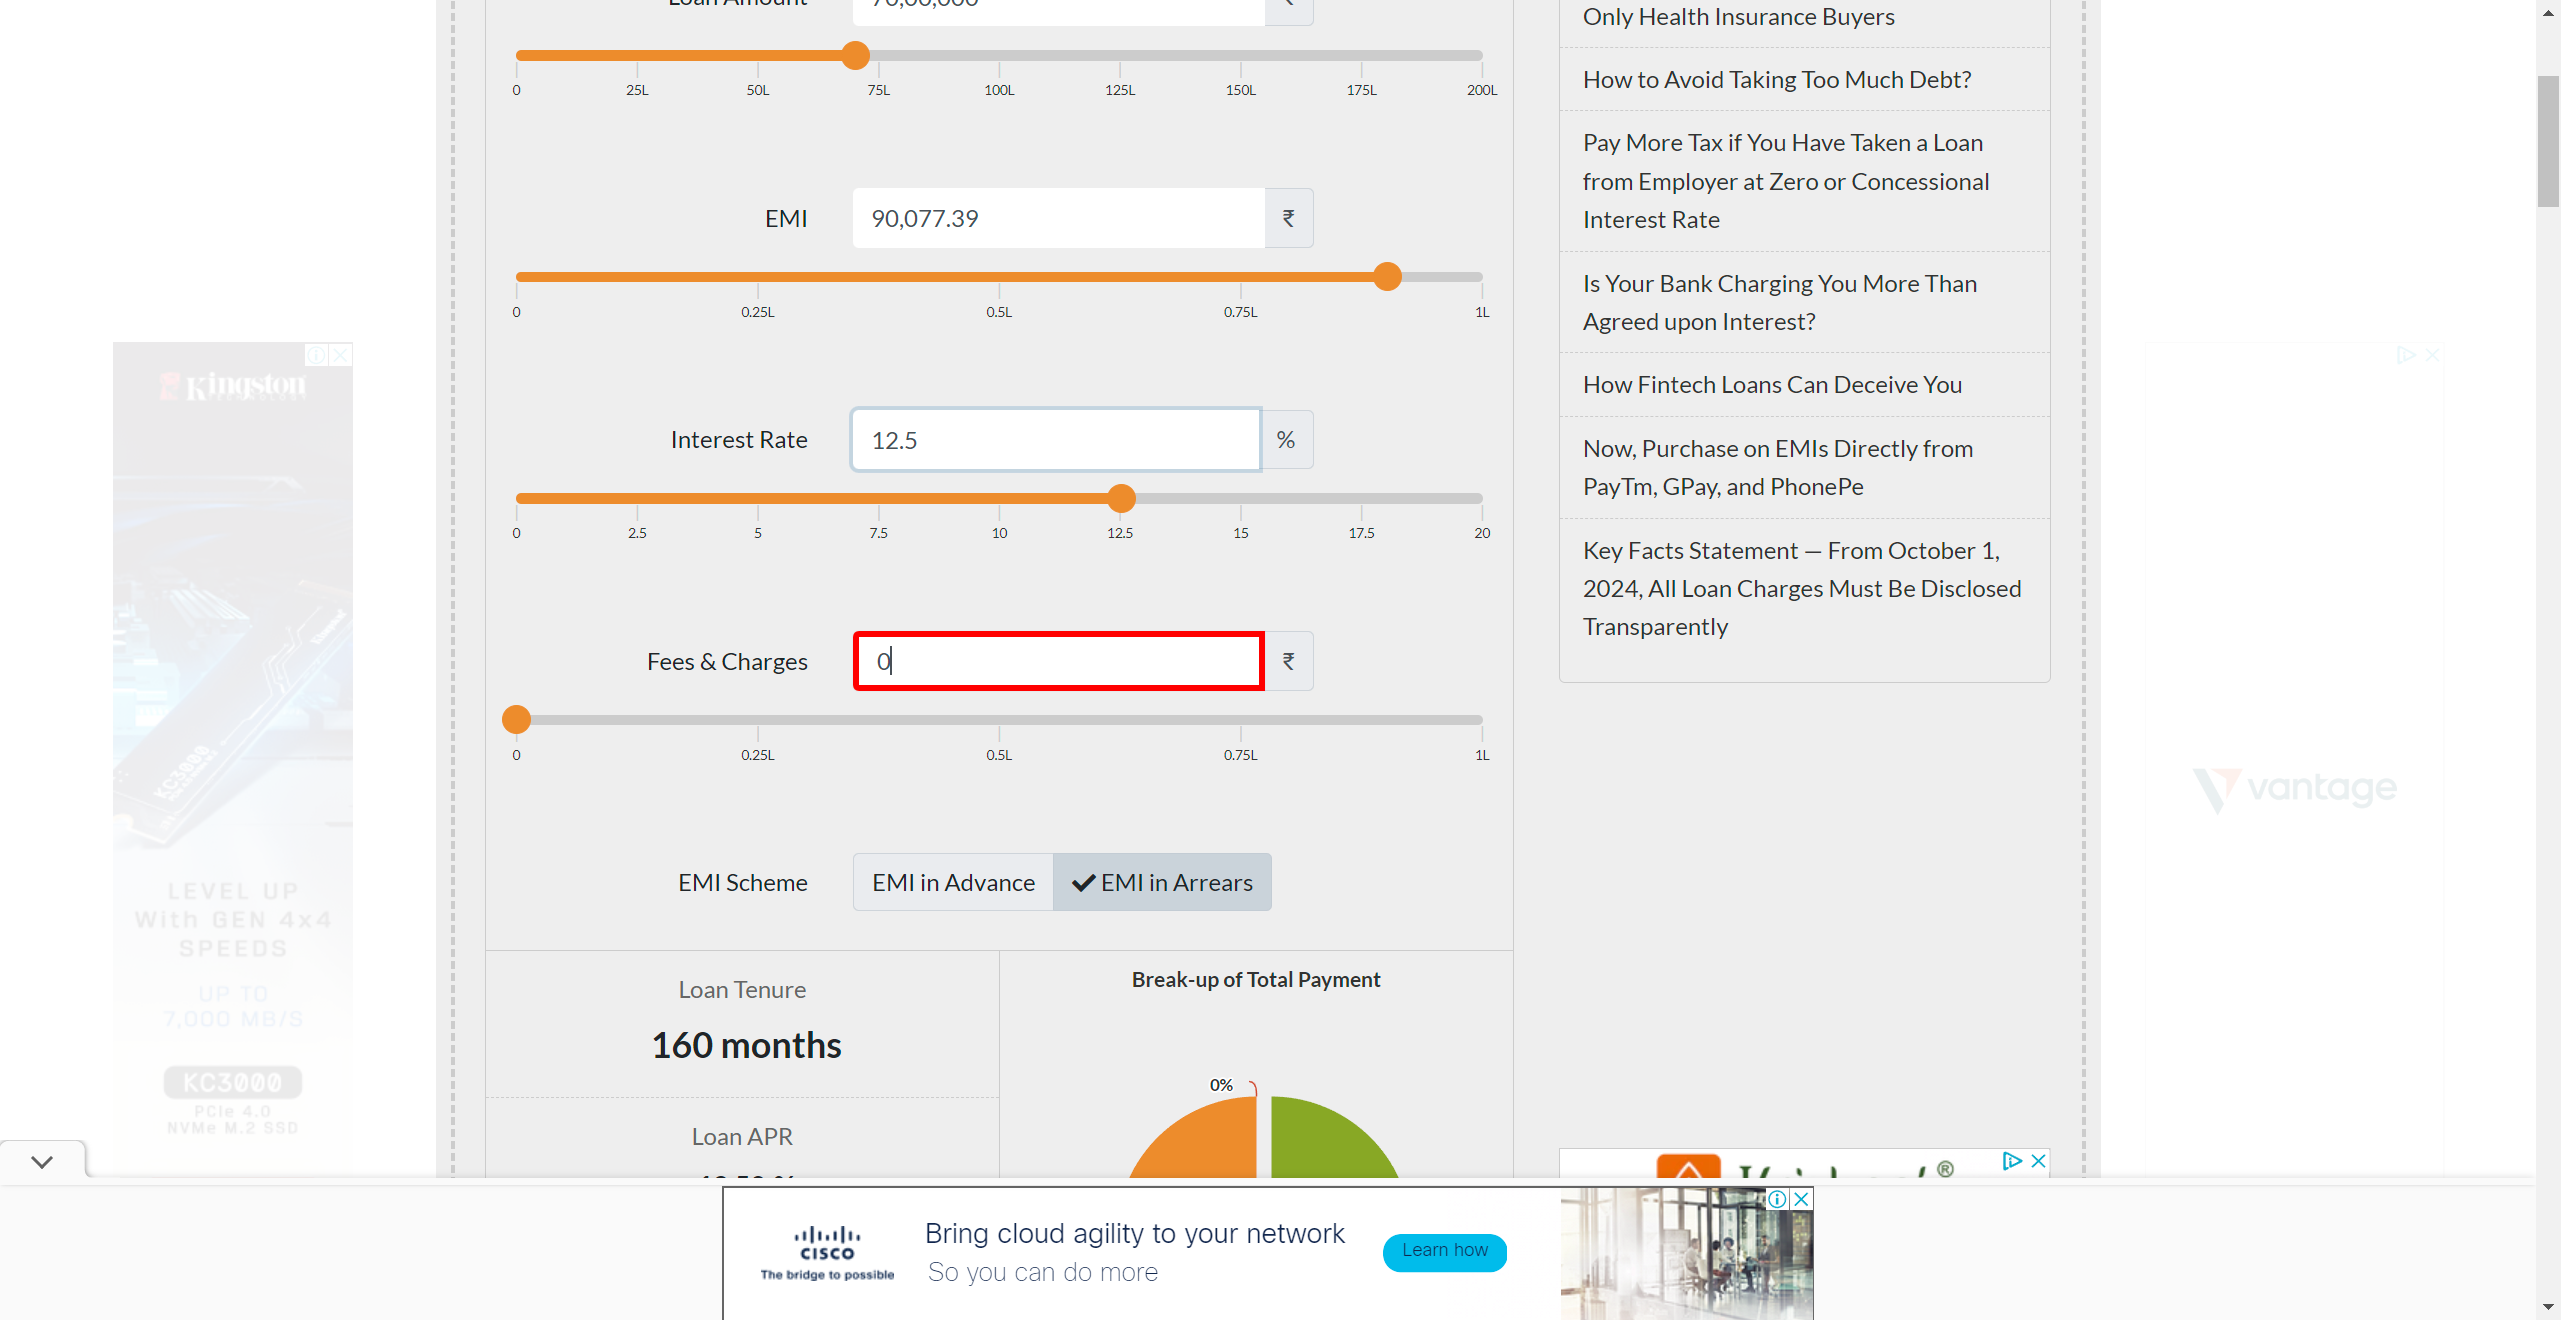 Loan Amount 70,00,000 ₹
0 25L 50L 75L 100L 125L 150L 175L 200L
EMI 90,077.39 ₹
0 0.25L 0.5L 0.75L 1L
Interest Rate 12.5 %
0 2.5 5 7.5 10 12.5 15 17.5 20
Fees & Charges 0 ₹
0 0.25L 0.5L 0.75L 1L
EMI Scheme EMI in Advance EMI in Arrears
Loan Tenure
160 months
Loan APR
Break-up of Total Payment
0%
Only Health Insurance Buyers
How to Avoid Taking Too Much Debt?
Pay More Tax if You Have Taken a Loan
from Employer at Zero or Concessional
Interest Rate
Is Your Bank Charging You More Than
Agreed upon Interest?
How Fintech Loans Can Deceive You
Now, Purchase on EMIs Directly from
PayTm, GPay, and PhonePe
Key Facts Statement — From October 1,
2024, All Loan Charges Must Be Disclosed
Transparently
Kingston
TECHNOLOGY
Kingston
KC3000
LEVEL UP
With GEN 4x4
SPEEDS
UP TO
7,000 MB/S
KC3000
PCIe 4.0
NVMe M.2 SSD
vantage
CISCO
The bridge to possible
Bring cloud agility to your network
So you can do more
Learn how